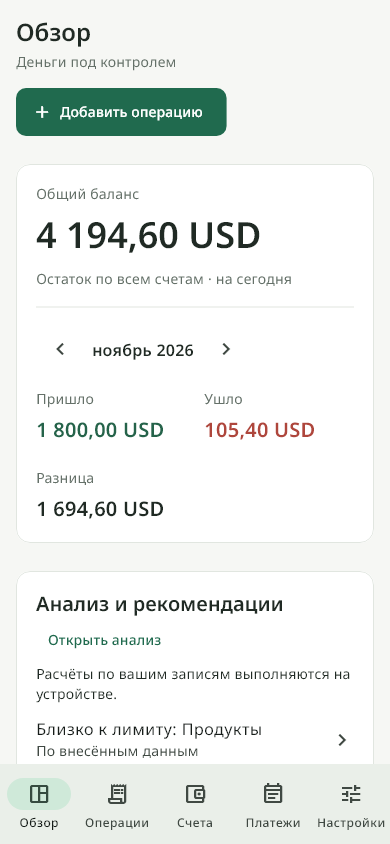 Обзор
Деньги под контролем
Добавить операцию
Общий баланс
4 194,60 USD
Остаток по всем счетам · на сегодня
ноябрь 2026
Пришло
Ушло
1 800,00 USD
105,40 USD
Разница
1 694,60 USD
Анализ и рекомендации
Открыть анализ
Расчёты по вашим записям выполняются на
устройстве.
Близко к лимиту: Продукты
По внесённым данным
Обзор
Операции
Счета
Платежи
Настройки